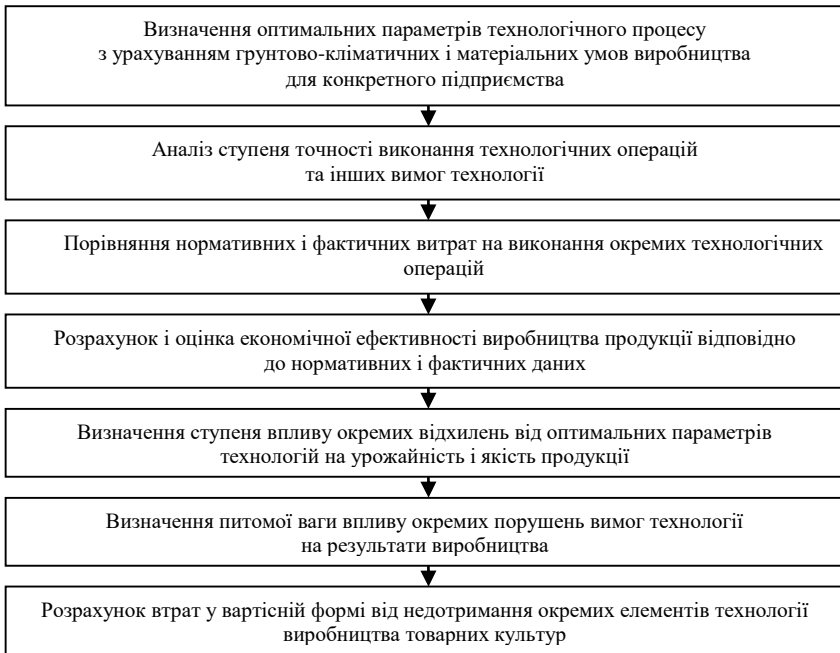 Визначення оптимальних параметрів технологічного процесу
з урахуванням грунтово-кліматичних і матеріальних умов виробництва
для конкретного підприємства
Аналіз ступеня точності виконання технологічних операцій
та інших вимог технології
Порівняння нормативних і фактичних витрат на виконання окремих технологічних
операцій
Розрахунок і оцінка економічної ефективності виробництва продукції відповідно
до нормативних і фактичних даних
Визначення ступеня впливу окремих відхилень від оптимальних параметрів
технологій на урожайність і якість продукції
Визначення питомої ваги впливу окремих порушень вимог технології
на результати виробництва
Розрахунок втрат у вартісній формі від недотримання окремих елементів технології
виробництва товарних культур